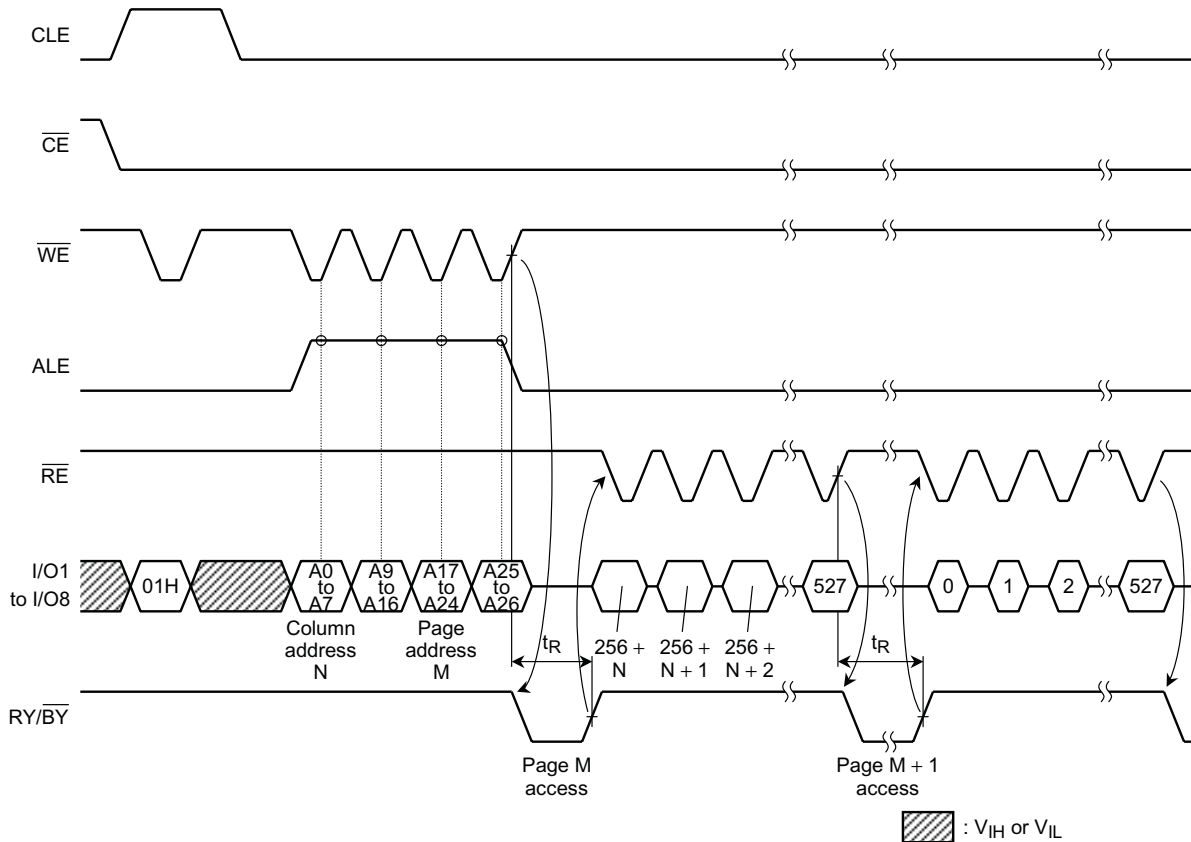 CLE
CE
WE
ALE
RE
I/O1
to I/O8
01H
A0
to
A7
A9
to
A16
A17
to
A24
A25
to
A26
527
0
1
2
527
Column
address
N
Page
address
M
tR
256 +
N
256 +
N + 1
256 +
N + 2
tR
RY/BY
Page M
access
Page M + 1
access
: VIH or VIL